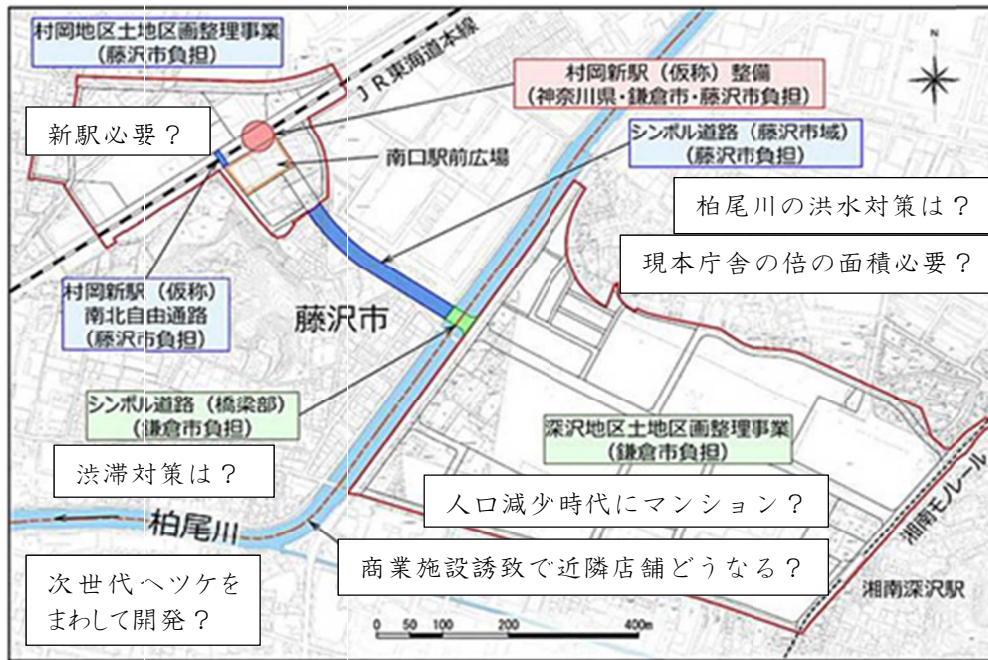 村岡地区土地区画整理事業
(藤沢市負担)
JR東海道本線
N
村岡新駅(仮称)整備
(神奈川県・鎌倉市・藤沢市負担)
新駅必要?
シンボル道路(藤沢市域)
(藤沢市負担)
南口駅前広場
柏尾川の洪水対策は?
現本庁舎の倍の面積必要?
村岡新駅(仮称)
南北自由通路
(藤沢市負担)
藤沢市
シンボル道路(橋梁部)
(鎌倉市負担)
深沢地区土地区画整理事業
(鎌倉市負担)
渋滞対策は?
人口減少時代にマンション?
湘南モノレール
柏尾川
商業施設誘致で近隣店舗どうなる?
次世代へツケを
まわして開発?
湘南深沢駅
0 50 100 200 400m